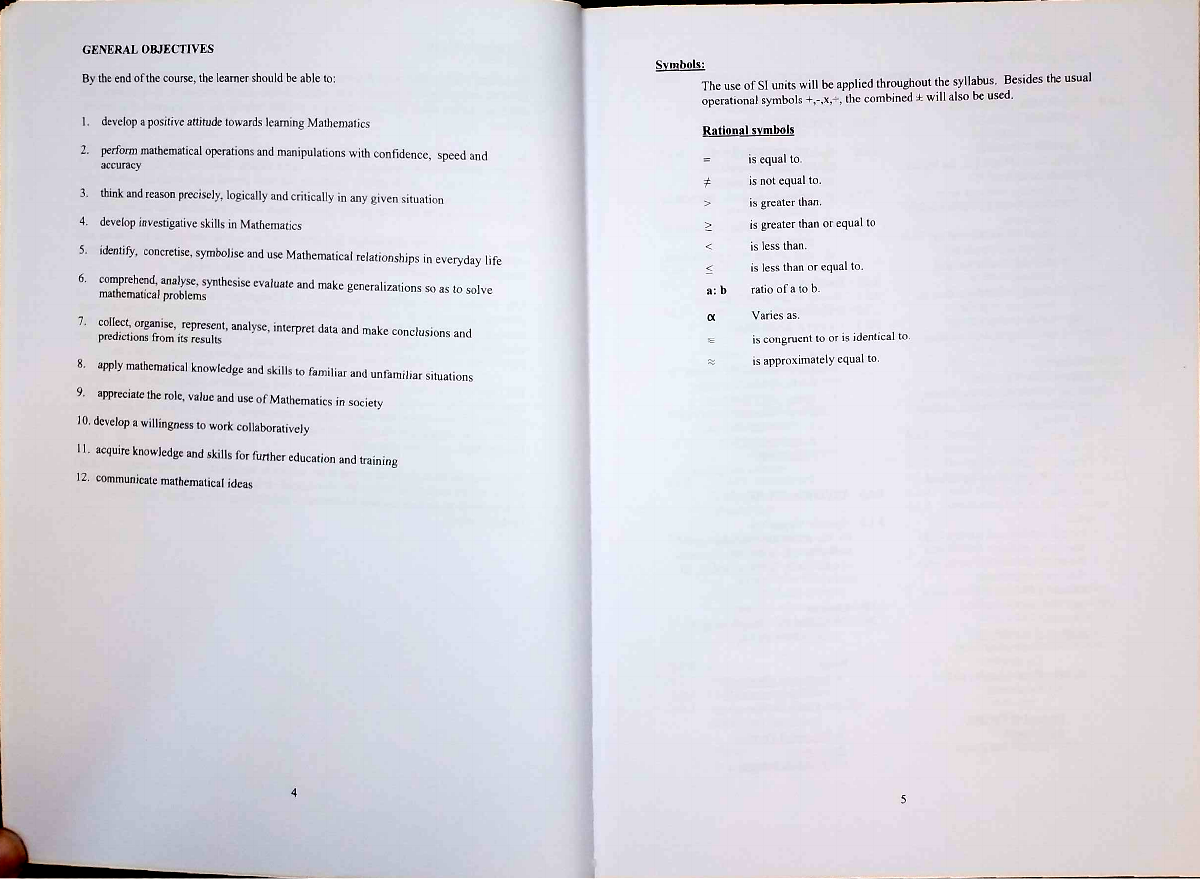 GENERAL OBJECTIVES
By the end of the course, the learner should be able to:
1. develop a positive attitude towards learning Mathematics
2. perform mathematical operations and manipulations with confidence, speed and
accuracy
3. think and reason precisely, logically and critically in any given situation
4. develop investigative skills in Mathematics
5. identify, concretise, symbolise and use Mathematical relationships in everyday life
6. comprehend, analyse, synthesise evaluate and make generalizations so as to solve
mathematical problems
7. collect, organise, represent, analyse, interpret data and make conclusions and
predictions from its results
8. apply mathematical knowledge and skills to familiar and unfamiliar situations
9. appreciate the role, value and use of Mathematics in society
10. develop a willingness to work collaboratively
11. acquire knowledge and skills for further education and training
12. communicate mathematical ideas
4
Symbols:
The use of SI units will be applied throughout the syllabus. Besides the usual
operational symbols +,-,x,÷, the combined ± will also be used.
Rational symbols
= is equal to.
≠ is not equal to.
> is greater than.
≥ is greater than or equal to
< is less than.
≤ is less than or equal to.
a: b ratio of a to b.
α Varies as.
≡ is congruent to or is identical to.
≈ is approximately equal to.
5